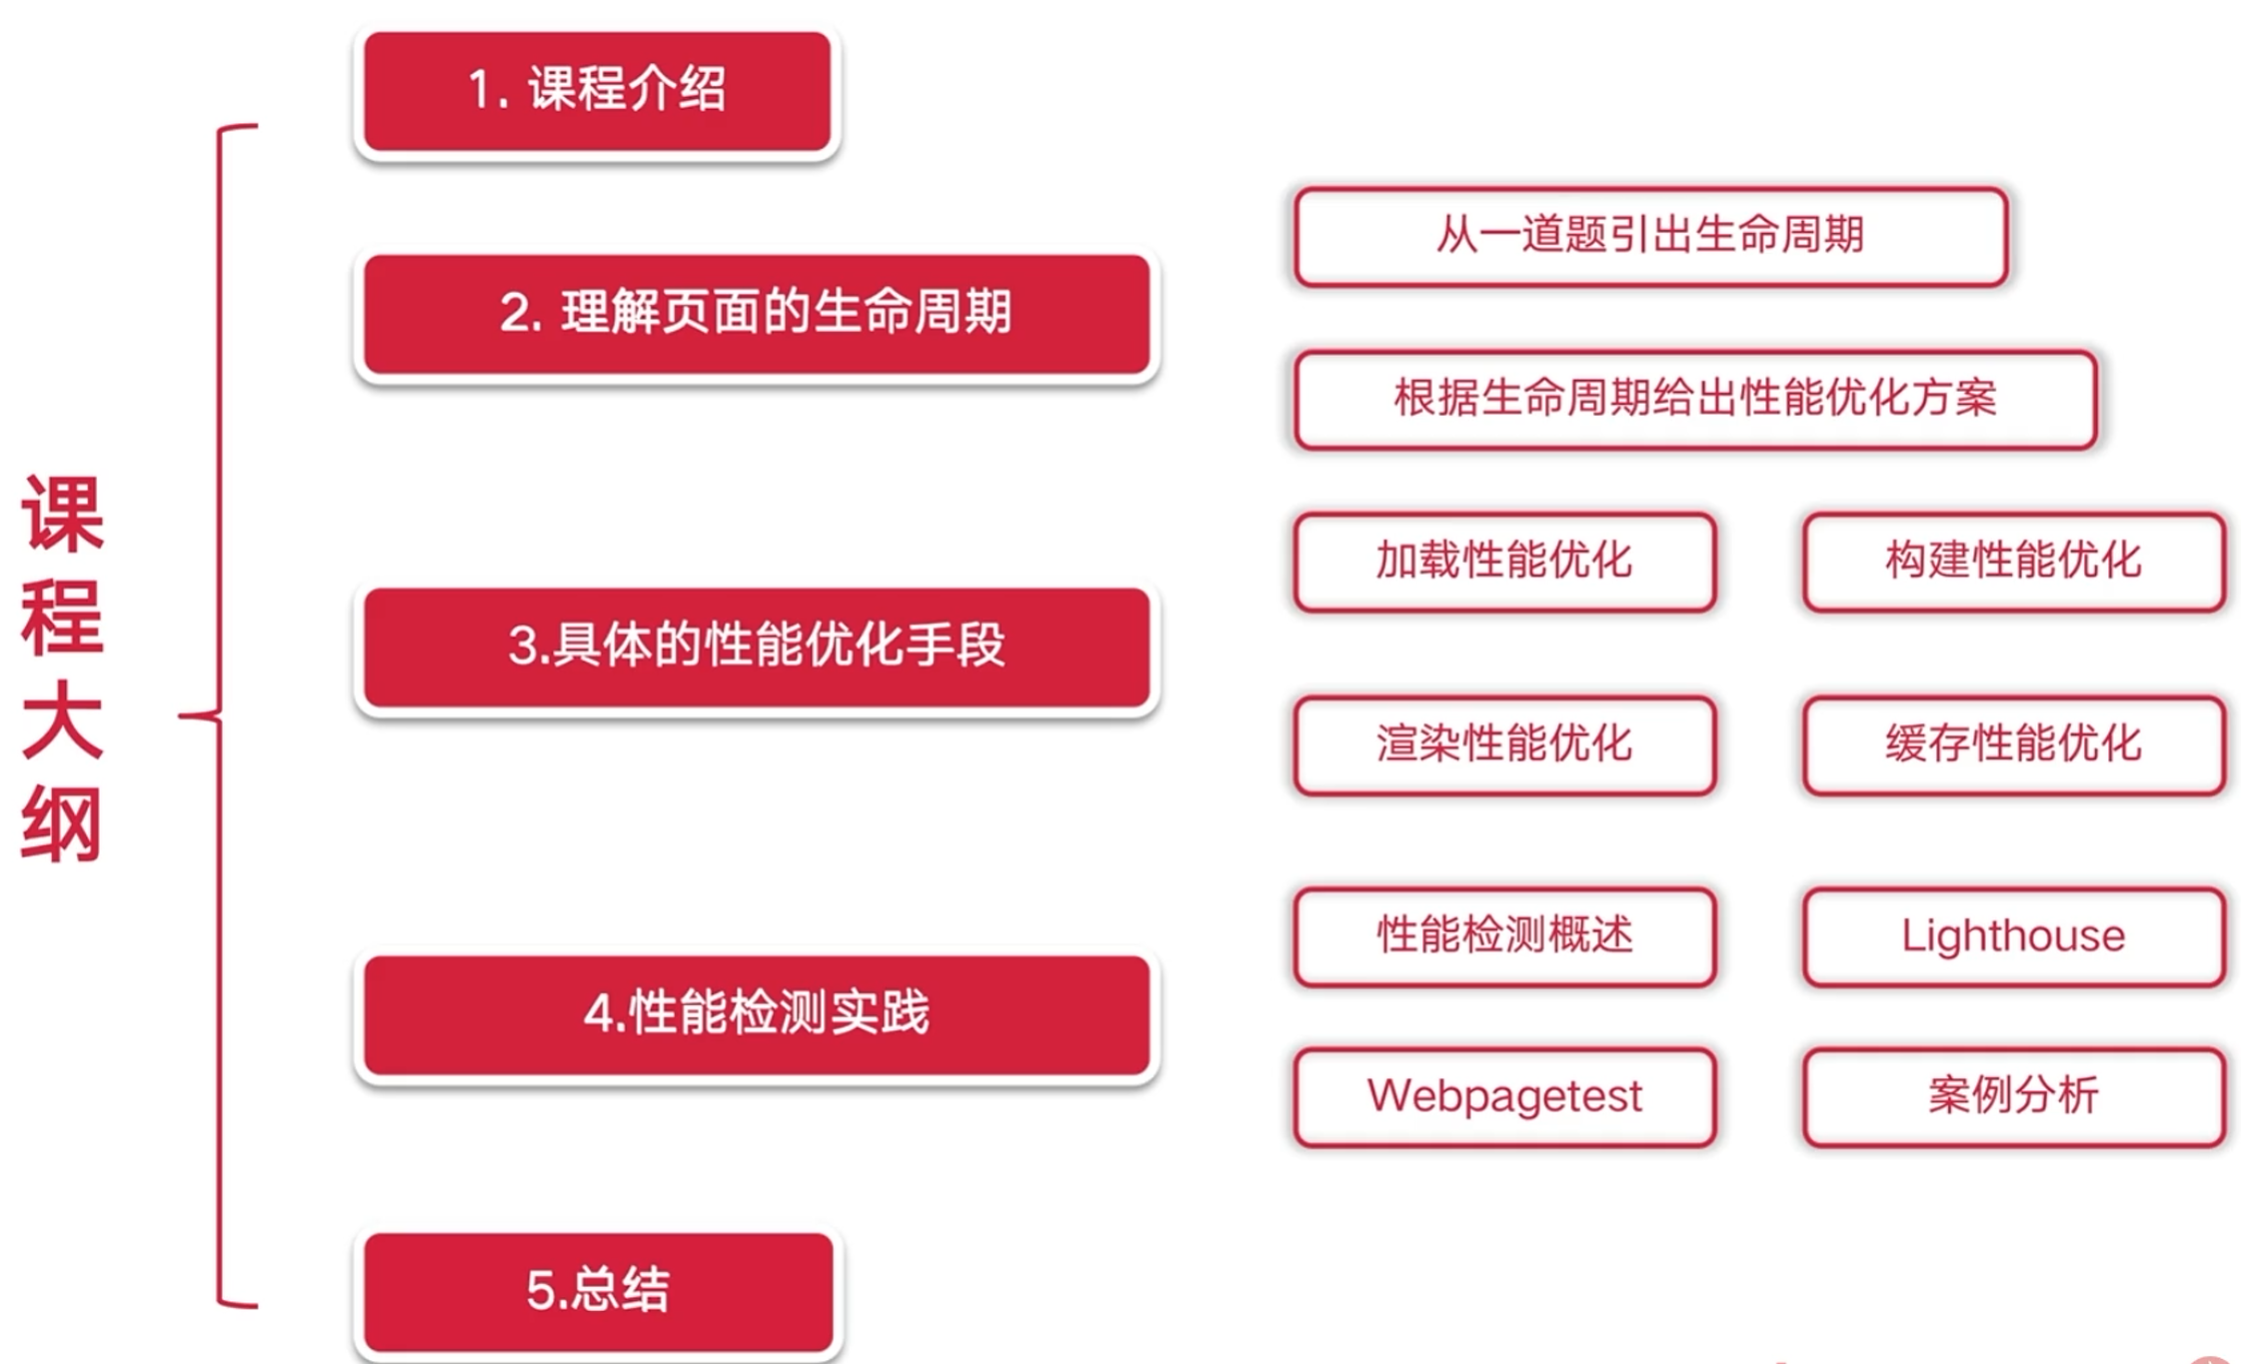 课程大纲
1. 课程介绍
2. 理解页面的生命周期
从一道题引出生命周期
根据生命周期给出性能优化方案
3.具体的性能优化手段
加载性能优化
构建性能优化
渲染性能优化
缓存性能优化
4.性能检测实践
性能检测概述
Lighthouse
Webpagetest
案例分析
5.总结